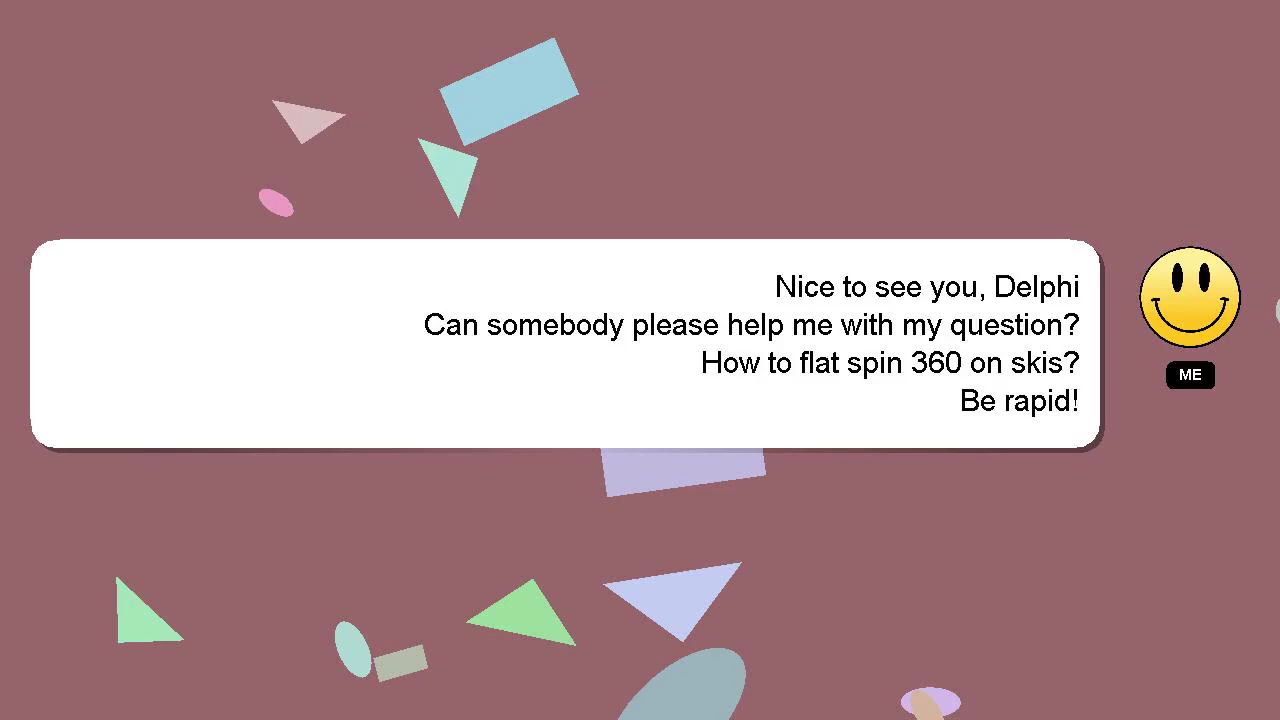 Nice to see you, Delphi
Can somebody please help me with my question?
How to flat spin 360 on skis?
Be rapid!
ME